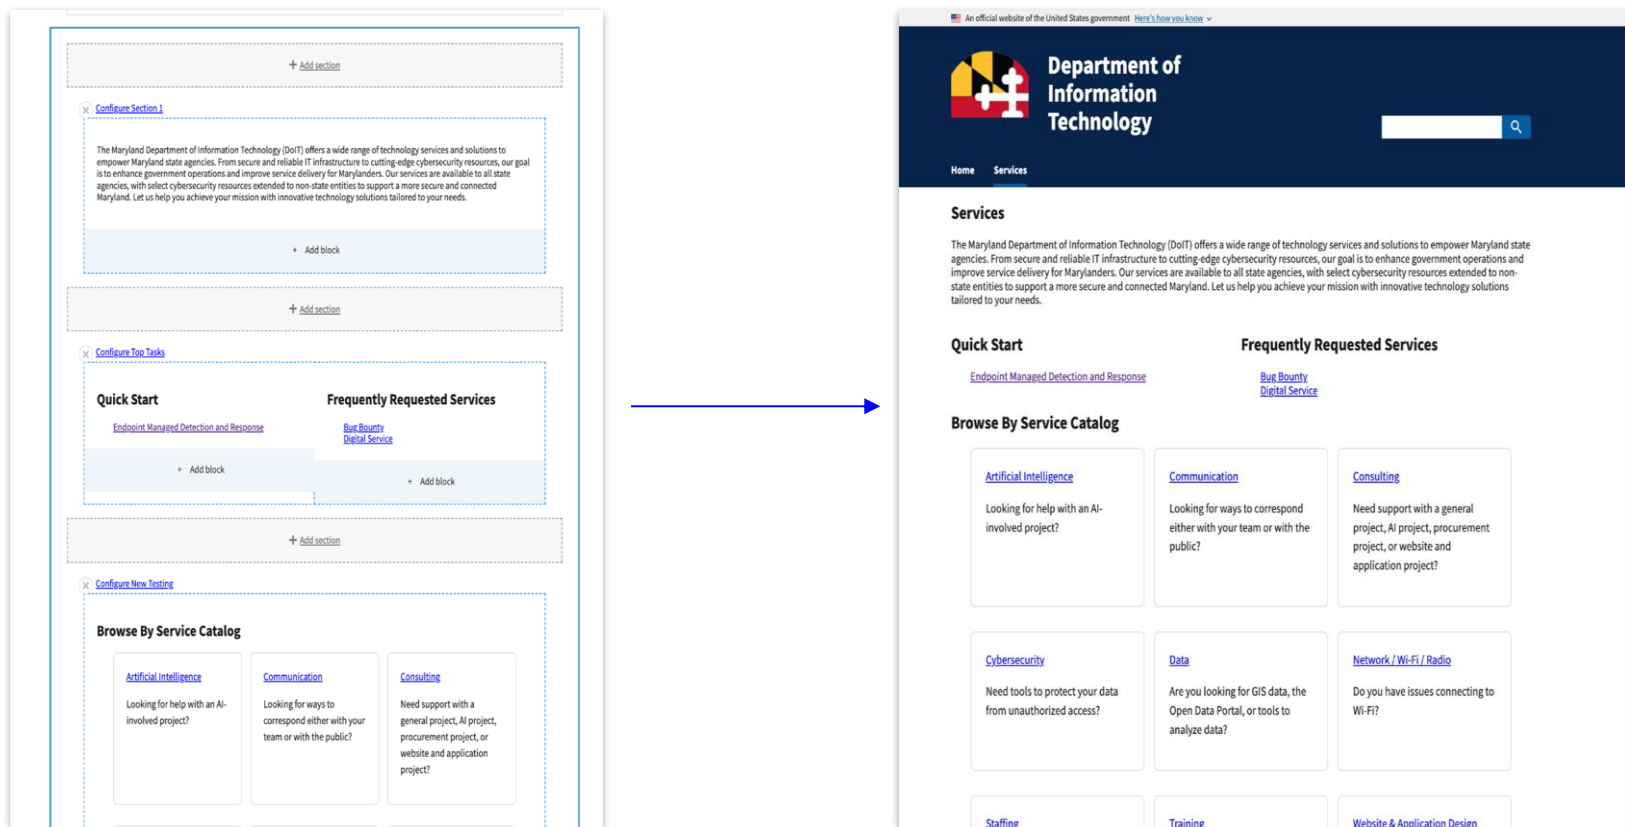 + Add section
x Configure Section 1
The Maryland Department of Information Technology (DoIT) offers a wide range of technology services and solutions to
empower Maryland state agencies. From secure and reliable IT infrastructure to cutting-edge cybersecurity resources, our goal
is to enhance government operations and improve service delivery for Marylanders. Our services are available to all state
agencies, with select cybersecurity resources extended to non-state entities to support a more secure and connected
Maryland. Let us help you achieve your mission with innovative technology solutions tailored to your needs.
+ Add block
+ Add section
x Configure Top Tasks
Quick Start
Endpoint Managed Detection and Response
+ Add block
Frequently Requested Services
Bug Bounty
Digital Service
+ Add block
+ Add section
x Configure New Testing
Browse By Service Catalog
Artificial Intelligence
Looking for help with an AI-
involved project?
Communication
Looking for ways to
correspond either with your
team or with the public?
Consulting
Need support with a
general project, AI project,
procurement project, or
website and application
project?
An official website of the United States government Here's how you know
Department of
Information
Technology
Home Services
Services
The Maryland Department of Information Technology (DoIT) offers a wide range of technology services and solutions to empower Maryland state
agencies. From secure and reliable IT infrastructure to cutting-edge cybersecurity resources, our goal is to enhance government operations and
improve service delivery for Marylanders. Our services are available to all state agencies, with select cybersecurity resources extended to non-
state entities to support a more secure and connected Maryland. Let us help you achieve your mission with innovative technology solutions
tailored to your needs.
Quick Start
Endpoint Managed Detection and Response
Frequently Requested Services
Bug Bounty
Digital Service
Browse By Service Catalog
Artificial Intelligence
Looking for help with an AI-
involved project?
Communication
Looking for ways to correspond
either with your team or with the
public?
Consulting
Need support with a general
project, AI project, procurement
project, or website and
application project?
Cybersecurity
Need tools to protect your data
from unauthorized access?
Data
Are you looking for GIS data, the
Open Data Portal, or tools to
analyze data?
Network / Wi-Fi / Radio
Do you have issues connecting to
Wi-Fi?
Staffing
Training
Website & Application Design